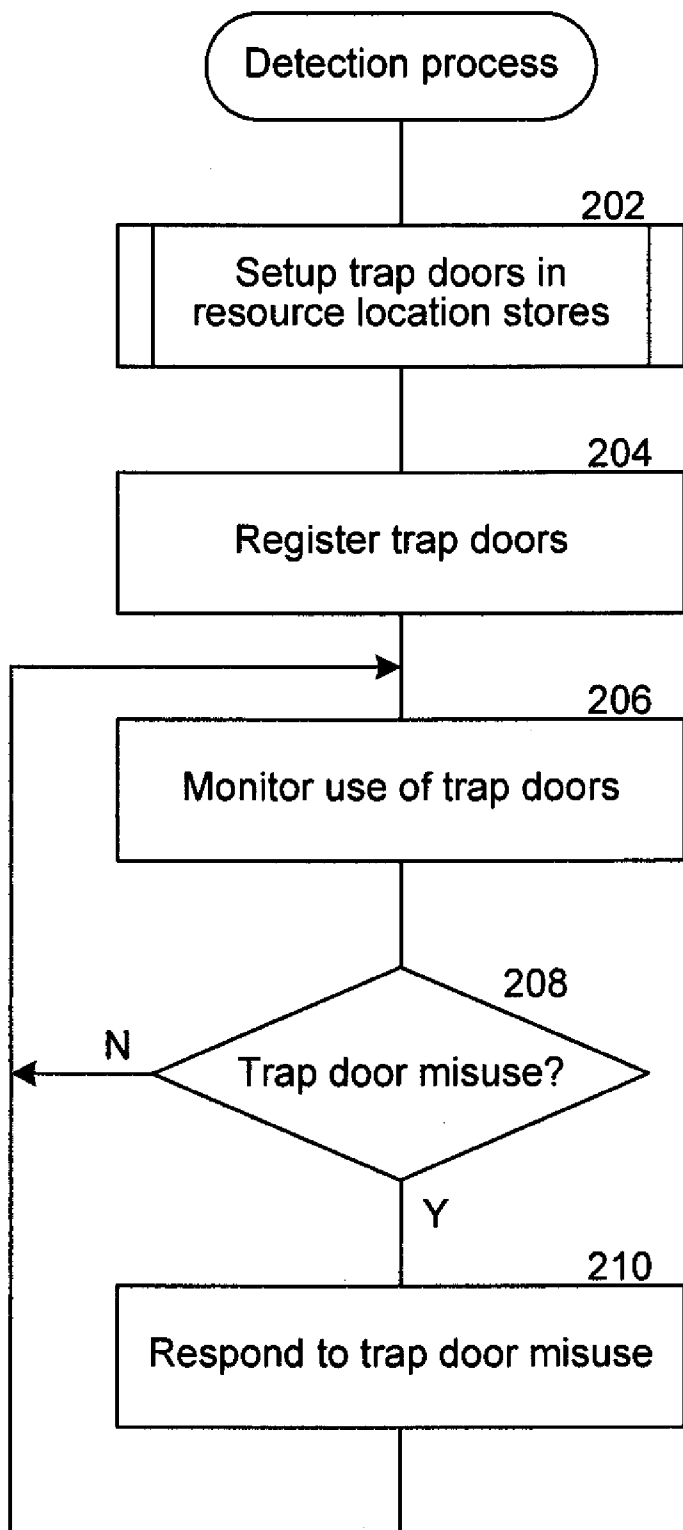 Detection process
202
Setup trap doors in
resource location stores
204
Register trap doors
206
Monitor use of trap doors
208
N
Trap door misuse?
Y
210
Respond to trap door misuse